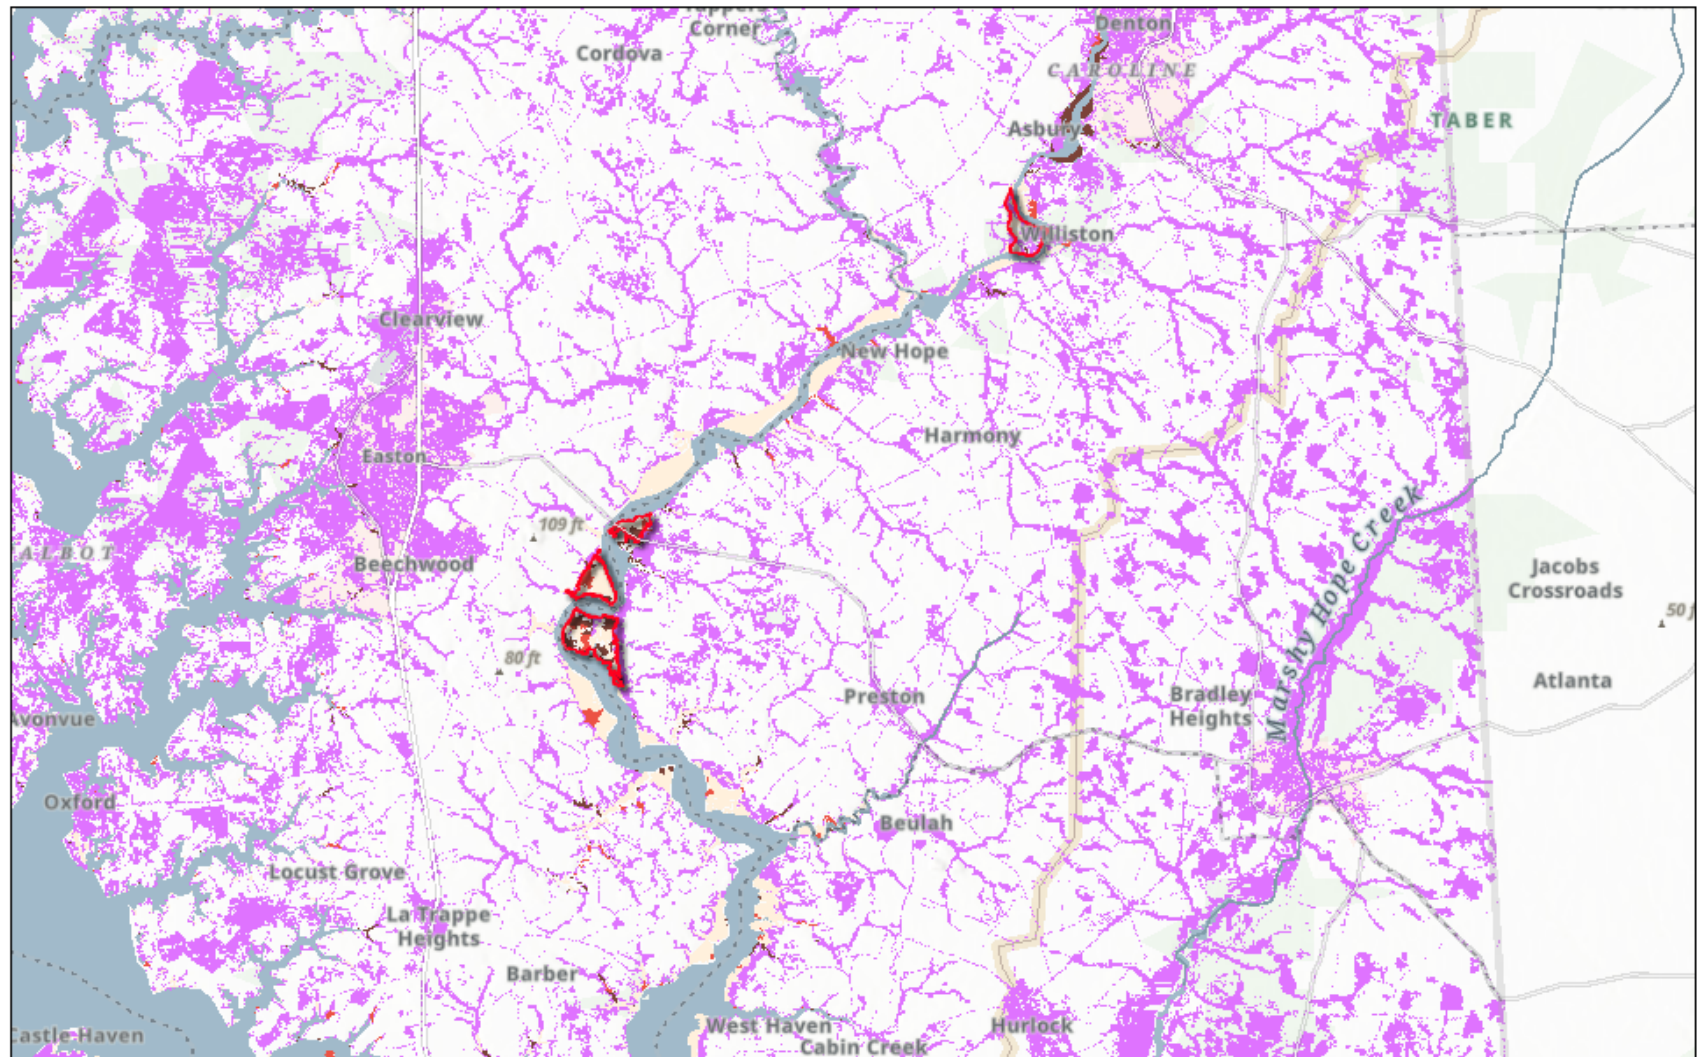 Denton
Corner
Cordova
CAROLINE
Asbury
TABER
Williston
Clearview
New Hope
Harmony
Easton
109 ft
ALBOT
Beechwood
Marshy Hope Creek
Jacobs
Crossroads
50 f
80 ft
Preston
Bradley
Heights
Atlanta
Avonvue
Oxford
Beulah
Locust Grove
La Trappe
Heights
Barber
West Haven
Hurlock
Castle Haven
Cabin Creek